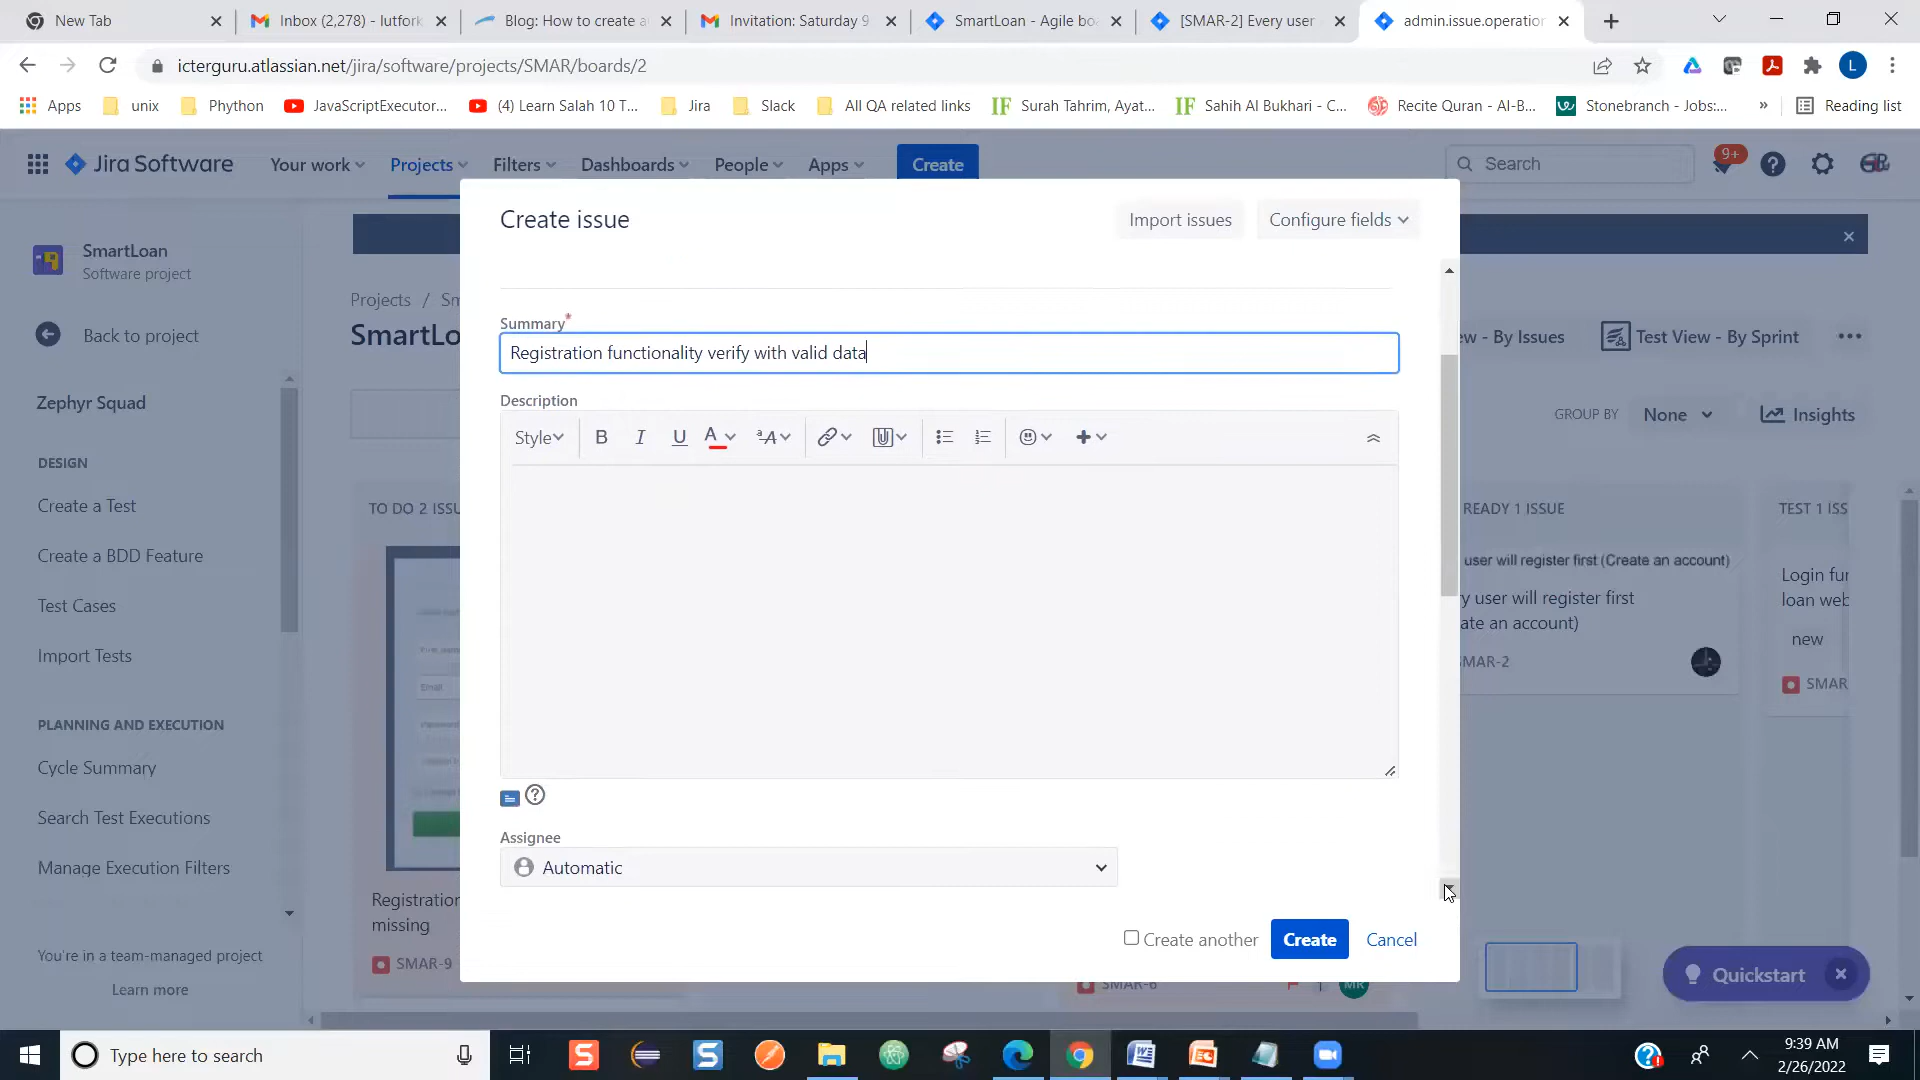 New Tab
Inbox (2,278) - lutfork
Blog: How to create a
Invitation: Saturday 9
SmartLoan - Agile bo
[SMAR-2] Every user
admin.issue.operation
icterguru.atlassian.net/jira/software/projects/SMAR/boards/2
L
Apps
unix
Phython
JavaScriptExecutor...
(4) Learn Salah 10 T...
Jira
Slack
All QA related links
IF Surah Tahrim, Ayat...
IF Sahih Al Bukhari - C...
Recite Quran - Al-B...
Stonebranch - Jobs:...
»
Reading list
Jira Software
Your work
Projects
Filters
Dashboards
People
Apps
Create
Search
9+
SmartLoan
Software project
Back to project
Zephyr Squad
DESIGN
Create a Test
Create a BDD Feature
Test Cases
Import Tests
PLANNING AND EXECUTION
Cycle Summary
Search Test Executions
Manage Execution Filters
You're in a team-managed project
Learn more
Projects / Sm
SmartLo
TO DO 2 ISSU
Email
Registration
missing
SMAR-9
Create issue
Import issues
Configure fields
Summary*
Registration functionality verify with valid data
Description
Style
B
I
U
A
Assignee
Automatic
Create another
Create
Cancel
ew - By Issues
Test View - By Sprint
GROUP BY
None
Insights
READY 1 ISSUE
user will register first (Create an account)
y user will register first
ate an account)
MAR-2
TEST 1 ISS
Login fur
loan web
new
SMAR
SMAR-6
MR
Quickstart
Type here to search
9:39 AM
2/26/2022